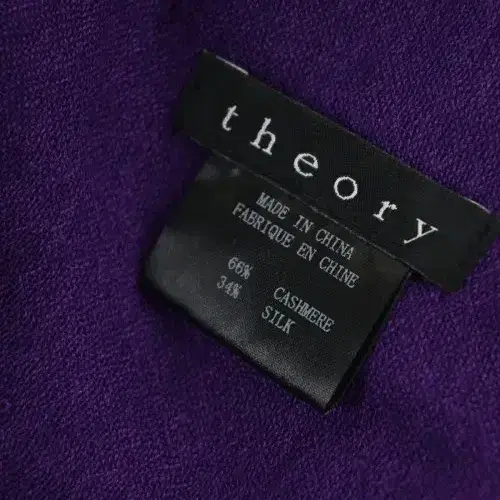 theory
MADE IN CHINA
FABRIQUE EN CHINE
66% CASHMERE
34% SILK